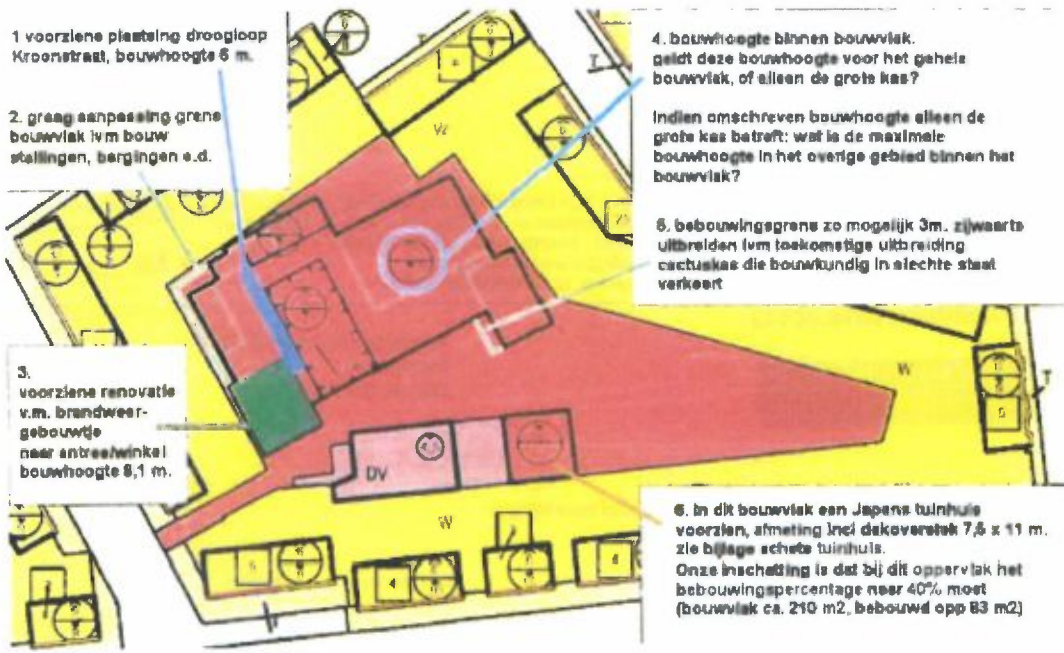 1 voorziene plaatsing droogloop
Kroonstraat, bouwhoogte 6 m.
2. graag aanpassing grens
bouwvlak ivm bouw
stallingen, bergingen e.d.
3.
voorziene renovatie
v.m. brandweer-
gebouwtje
naar entree/winkel
bouwhoogte 8,1 m.
4. bouwhoogte binnen bouwvlak.
geldt deze bouwhoogte voor het gehele
bouwvlak, of alleen de grote kas?
Indien omschreven bouwhoogte alleen de
grote kas betreft: wat is de maximale
bouwhoogte in het overige gebied binnen het
bouwvlak?
5. bebouwingsgrens zo mogelijk 3m. zijwaarts
uitbreiden ivm toekomstige uitbreiding
cactuskas die bouwkundig in slechte staat
verkeert
6. In dit bouwvlak een Japans tuinhuis
voorzien, afmeting incl dakoverstek 7,5 x 11 m.
zie bijlage schets tuinhuis.
Onze inschatting is dat bij dit oppervlak het
bebouwingspercentage naar 40% moet
(bouwvlak ca. 210 m2, bebouwd opp 83 m2)
T
T
W
T
DV
W
4